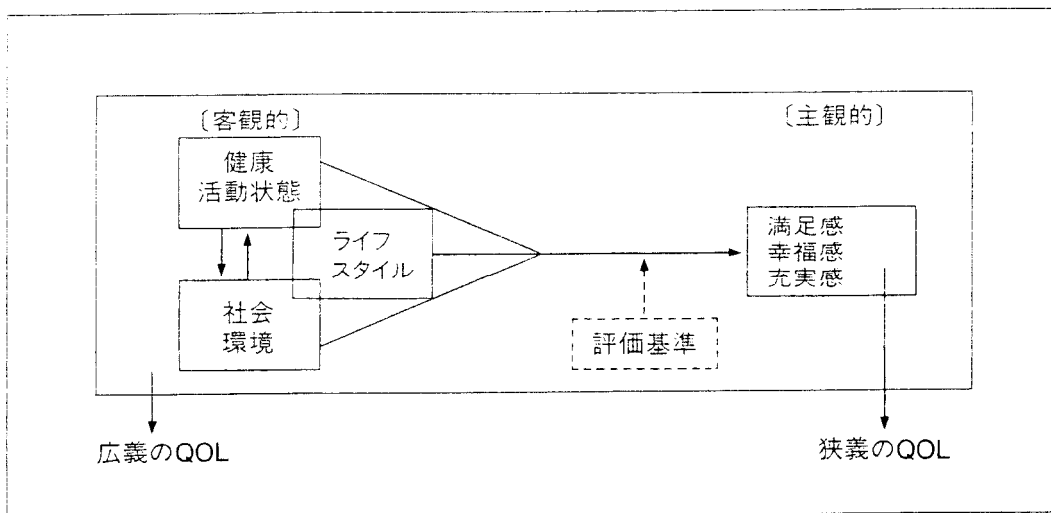 〔客観的〕
〔主観的〕
健康
活動状態
ライフ
スタイル
社会
環境
満足感
幸福感
充実感
評価基準
広義のQOL
狭義のQOL